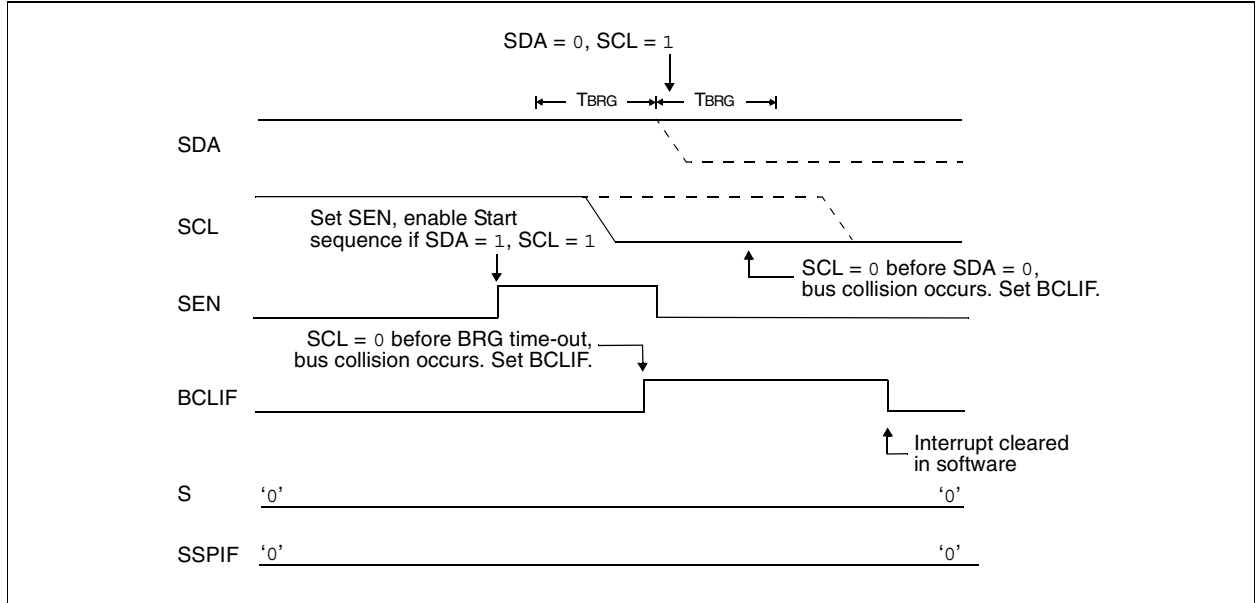 SDA = 0, SCL = 1
TBRG TBRG
SDA
SCL
Set SEN, enable Start
sequence if SDA = 1, SCL = 1
SCL = 0 before SDA = 0,
bus collision occurs. Set BCLIF.
SEN
SCL = 0 before BRG time-out,
bus collision occurs. Set BCLIF.
BCLIF
Interrupt cleared
in software
S ‘0’ ‘0’
SSPIF ‘0’ ‘0’